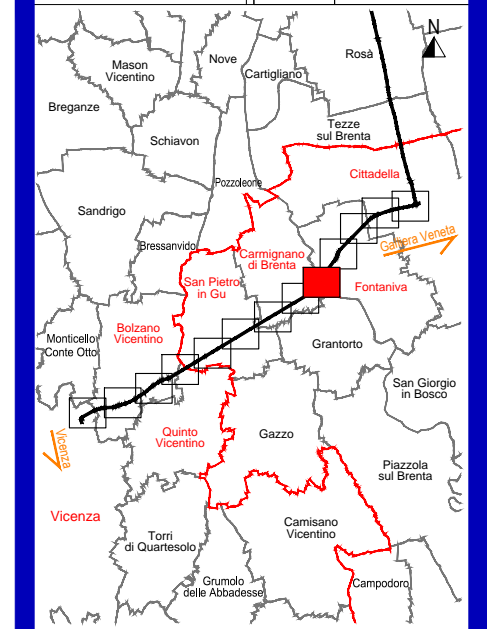 N
Nove
Rosà
Mason
Vicentino
Cartigliano
Breganze
Tezze
sul Brenta
Schiavon
Cittadella
Pozzoleone
Sandrigo
Galliera Veneta
Bressanvido
Carmignano
di Brenta
San Pietro
in Gu
Fontaniva
Bolzano
Vicentino
Monticello
Conte Otto
Grantorto
San Giorgio
in Bosco
Vicenza
Quinto
Vicentino
Gazzo
Piazzola
sul Brenta
Vicenza
Camisano
Vicentino
Torri
di Quartesolo
Grumolo
delle Abbadesse
Campodoro